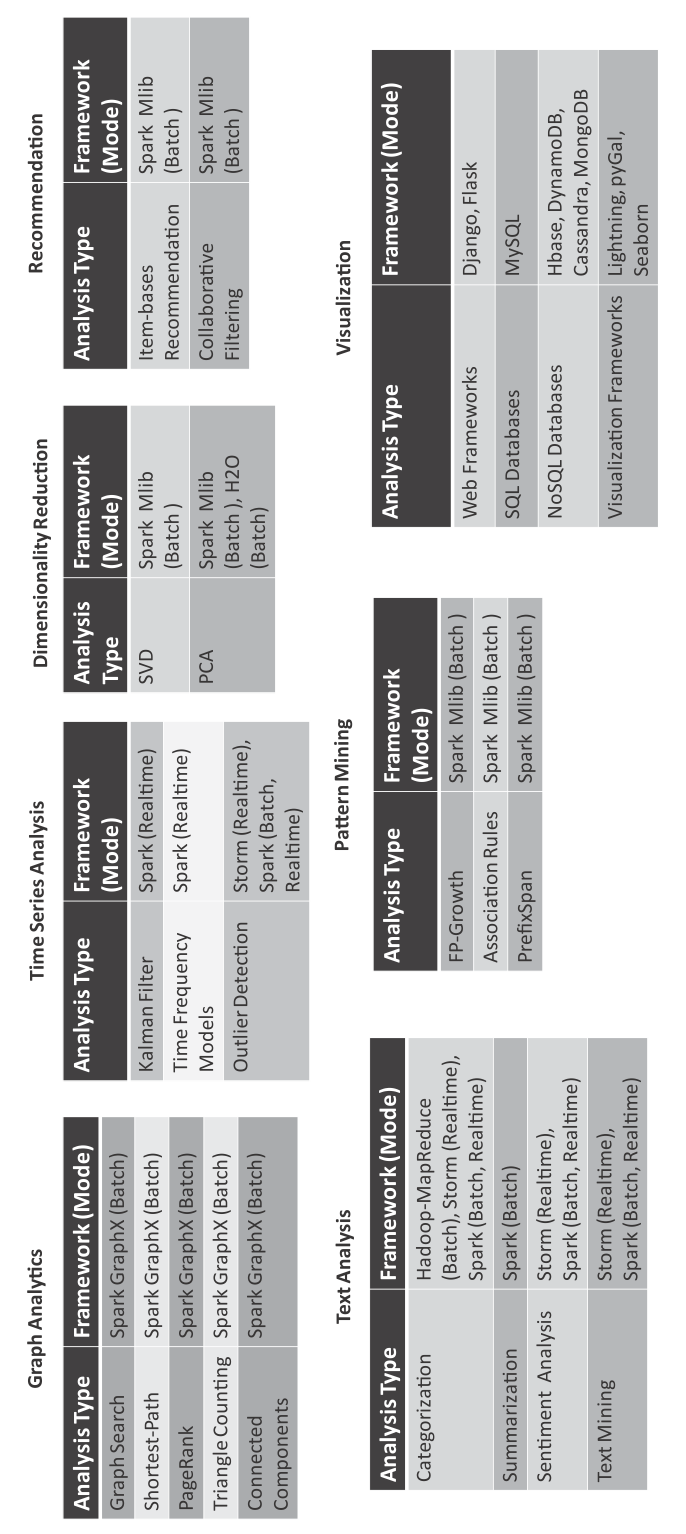 Graph Analytics
Analysis Type
Framework (Mode)
Graph Search
Spark GraphX (Batch)
Shortest-Path
Spark GraphX (Batch)
PageRank
Spark GraphX (Batch)
Triangle Counting
Spark GraphX (Batch)
Connected
Components
Spark GraphX (Batch)
Time Series Analysis
Analysis Type
Framework
(Mode)
Kalman Filter
Spark (Realtime)
Time Frequency
Models
Spark (Realtime)
Outlier Detection
Storm (Realtime),
Spark (Batch,
Realtime)
Dimensionality Reduction
Analysis
Type
Framework
(Mode)
SVD
Spark Mlib
(Batch )
PCA
Spark Mlib
(Batch ), H2O
(Batch)
Recommendation
Analysis Type
Framework
(Mode)
Item-bases
Recommendation
Spark Mlib
(Batch )
Collaborative
Filtering
Spark Mlib
(Batch )
Text Analysis
Analysis Type
Framework (Mode)
Categorization
Hadoop-MapReduce
(Batch), Storm (Realtime),
Spark (Batch, Realtime)
Summarization
Spark (Batch)
Sentiment Analysis
Storm (Realtime),
Spark (Batch, Realtime)
Text Mining
Storm (Realtime),
Spark (Batch, Realtime)
Pattern Mining
Analysis Type
Framework
(Mode)
FP-Growth
Spark Mlib (Batch )
Association Rules
Spark Mlib (Batch )
PrefixSpan
Spark Mlib (Batch )
Visualization
Analysis Type
Framework (Mode)
Web Frameworks
Django, Flask
SQL Databases
MySQL
NoSQL Databases
Hbase, DynamoDB,
Cassandra, MongoDB
Visualization Frameworks
Lightning, pyGal,
Seaborn